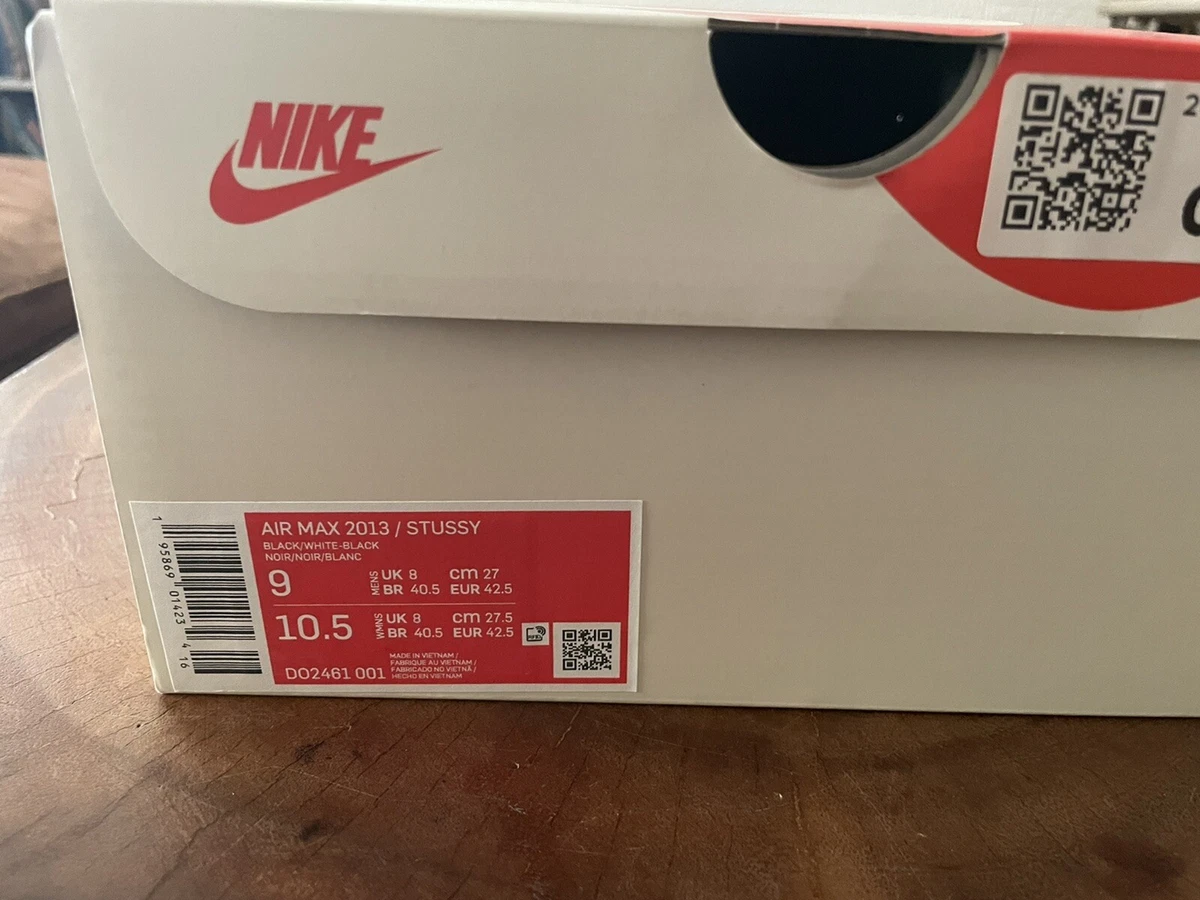 NIKE
2
AIR MAX 2013 / STUSSY
BLACK/WHITE-BLACK
NOIR/NOIR/BLANC
9 MENS UK 8 CM 27
BR 40.5 EUR 42.5
10.5 WMNS UK 8 CM 27.5
BR 40.5 EUR 42.5
MADE IN VIETNAM /
FABRIQUE AU VIETNAM /
FABRICADO NO VIETNÃ /
HECHO EN VIETNAM
DO2461 001
1 95869 01423 4 16